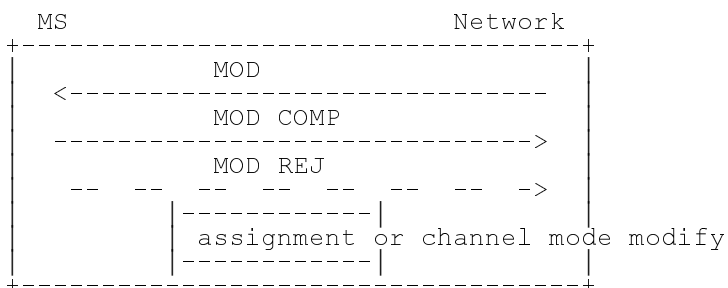 MS Network
MOD
MOD COMP
MOD REJ
assignment or channel mode modify